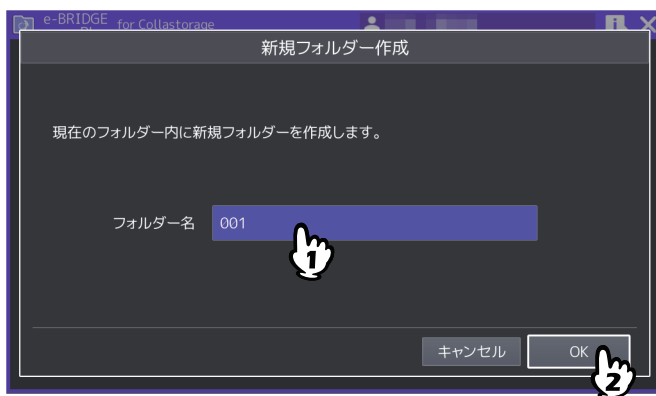 e-BRIDGE
for Collastorage
新規フォルダー作成
現在のフォルダー内に新規フォルダーを作成します。
フォルダー名 001
1
キャンセル OK
2